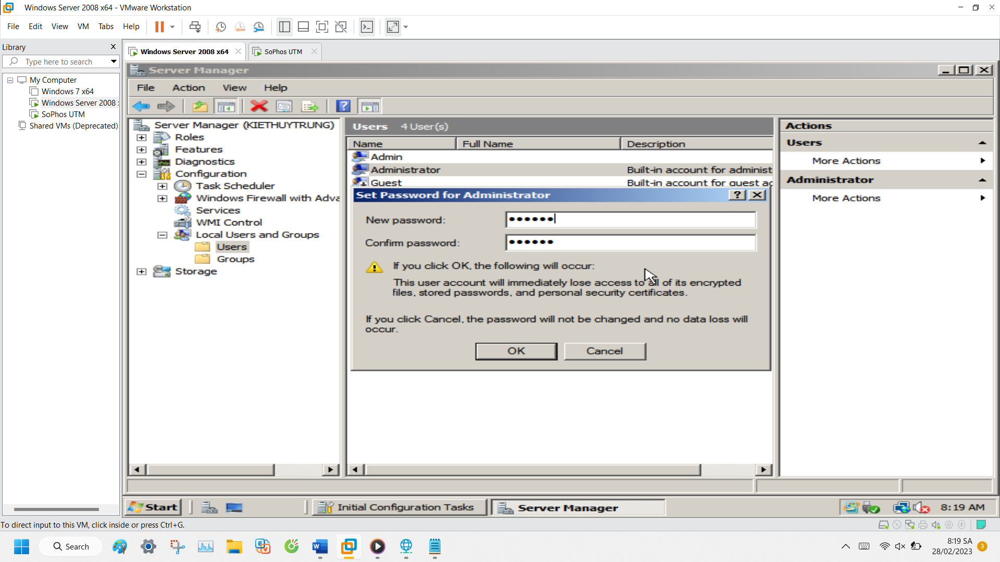 Windows Server 2008 x64 - VMware Workstation
File Edit View VM Tabs Help
Library
Type here to search
My Computer
Windows 7 x64
Windows Server 2008
SoPhos UTM
Shared VMs (Deprecated)
Windows Server 2008 x64
SoPhos UTM
Server Manager
File Action View Help
Server Manager (KIETHUYTRUNG)
Roles
Features
Diagnostics
Configuration
Task Scheduler
Windows Firewall with Adva
Services
WMI Control
Local Users and Groups
Users
Groups
Storage
Users 4 User(s)
Name Full Name Description
Admin
Administrator Built-in account for administ
Guest Built-in account for guest ac
Set Password for Administrator
New password:
Confirm password:
If you click OK, the following will occur:
This user account will immediately lose access to all of its encrypted
files, stored passwords, and personal security certificates.
If you click Cancel, the password will not be changed and no data loss will
occur.
OK Cancel
Actions
Users
More Actions
Administrator
More Actions
Start Initial Configuration Tasks Server Manager 8:19 AM
To direct input to this VM, click inside or press Ctrl+G.
Search
8:19 SA
28/02/2023
3